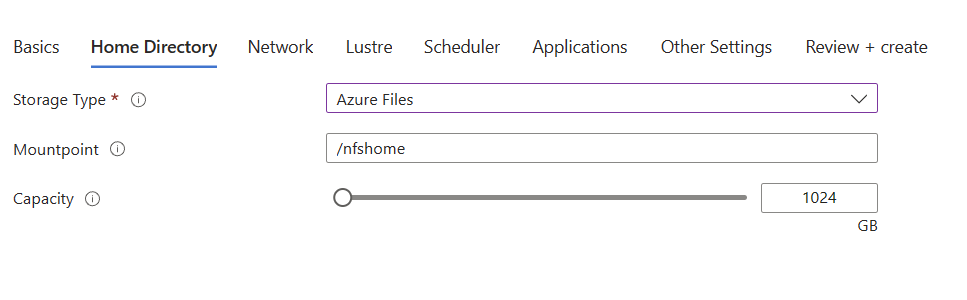 Basics Home Directory Network Lustre Scheduler Applications Other Settings Review + create
Storage Type * Azure Files
Mountpoint /nfshome
Capacity 1024
GB